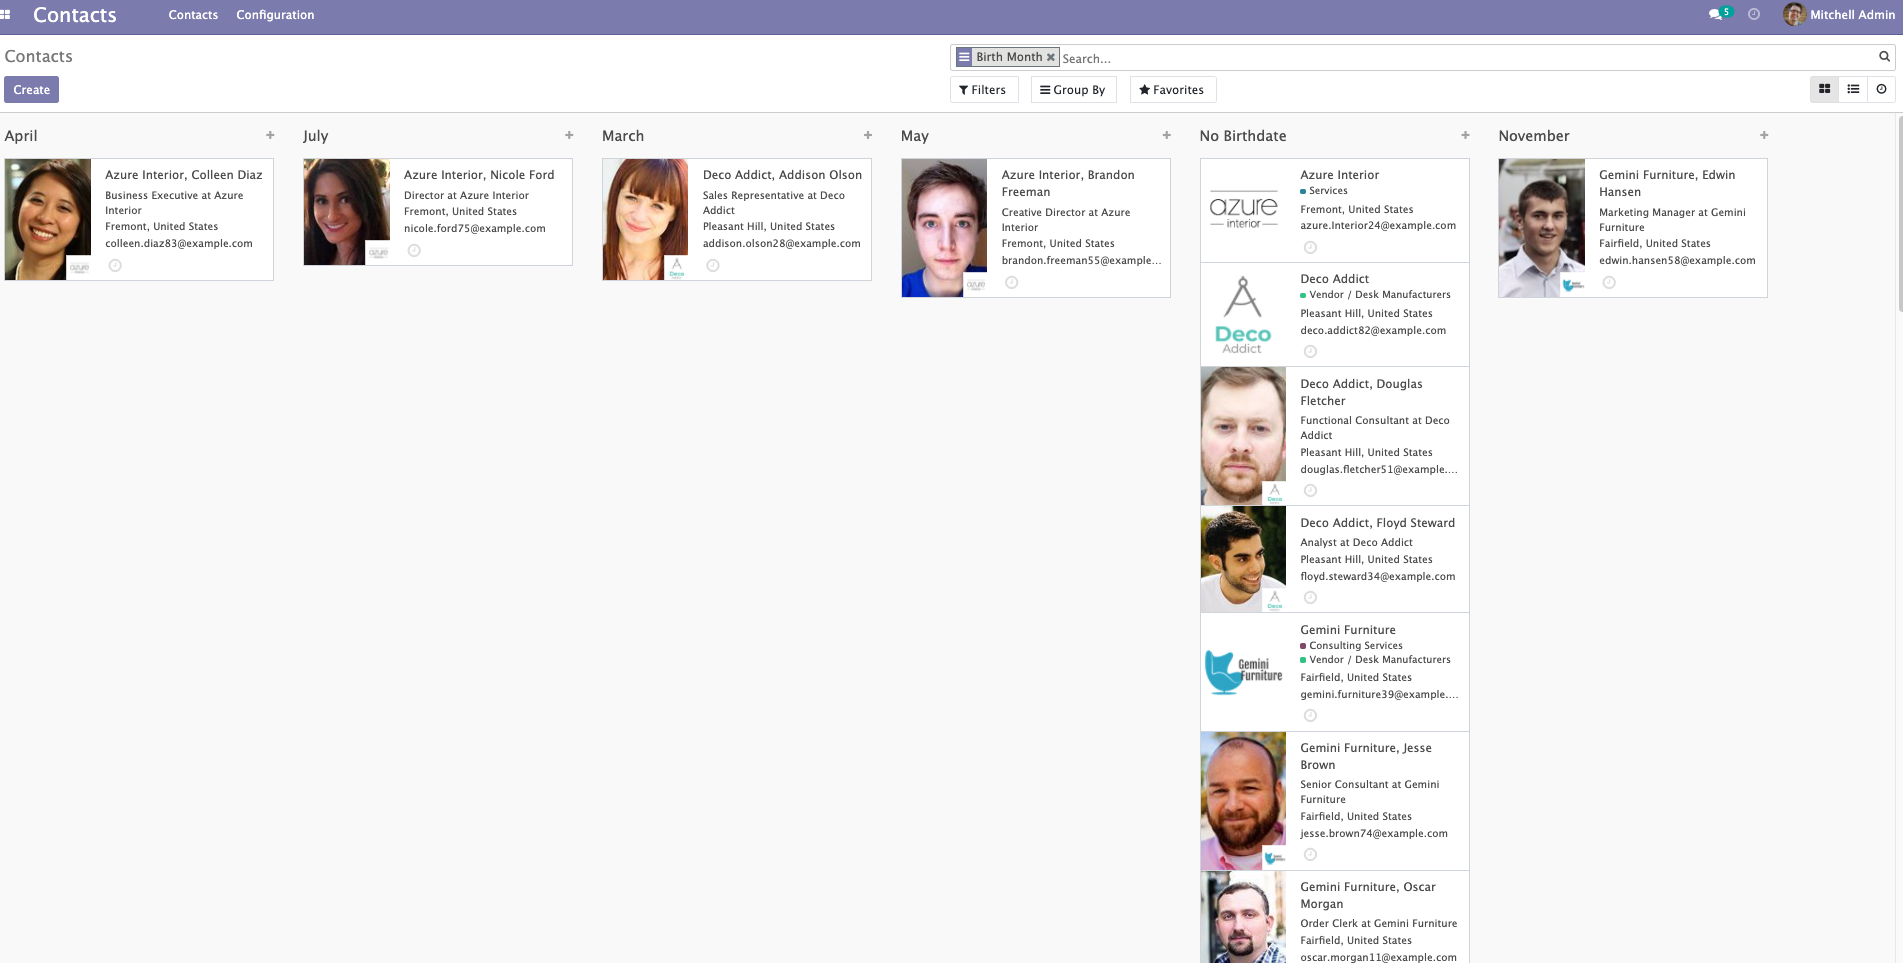 Contacts
Contacts
Configuration
5
Mitchell Admin
Contacts
Birth Month
Search...
Create
Filters
Group By
Favorites
April
Azure Interior, Colleen Diaz
Business Executive at Azure
Interior
Fremont, United States
colleen.diaz83@example.com
azure
July
Azure Interior, Nicole Ford
Director at Azure Interior
Fremont, United States
nicole.ford75@example.com
azure
March
Deco Addict, Addison Olson
Sales Representative at Deco
Addict
Pleasant Hill, United States
addison.olson28@example.com
Deco
May
Azure Interior, Brandon
Freeman
Creative Director at Azure
Interior
Fremont, United States
brandon.freeman55@example...
azure
No Birthdate
azure
interior
Azure Interior
Services
Fremont, United States
azure.Interior24@example.com
Deco
Addict
Deco Addict
Vendor / Desk Manufacturers
Pleasant Hill, United States
deco.addict82@example.com
Deco Addict, Douglas
Fletcher
Functional Consultant at Deco
Addict
Pleasant Hill, United States
douglas.fletcher51@example....
Deco
Deco Addict, Floyd Steward
Analyst at Deco Addict
Pleasant Hill, United States
floyd.steward34@example.com
Deco
Gemini
Furniture
Gemini Furniture
Consulting Services
Vendor / Desk Manufacturers
Fairfield, United States
gemini.furniture39@example....
Gemini Furniture, Jesse
Brown
Senior Consultant at Gemini
Furniture
Fairfield, United States
jesse.brown74@example.com
Gemini Furniture, Oscar
Morgan
Order Clerk at Gemini Furniture
Fairfield, United States
oscar.morgan11@example.com
November
Gemini Furniture, Edwin
Hansen
Marketing Manager at Gemini
Furniture
Fairfield, United States
edwin.hansen58@example.com